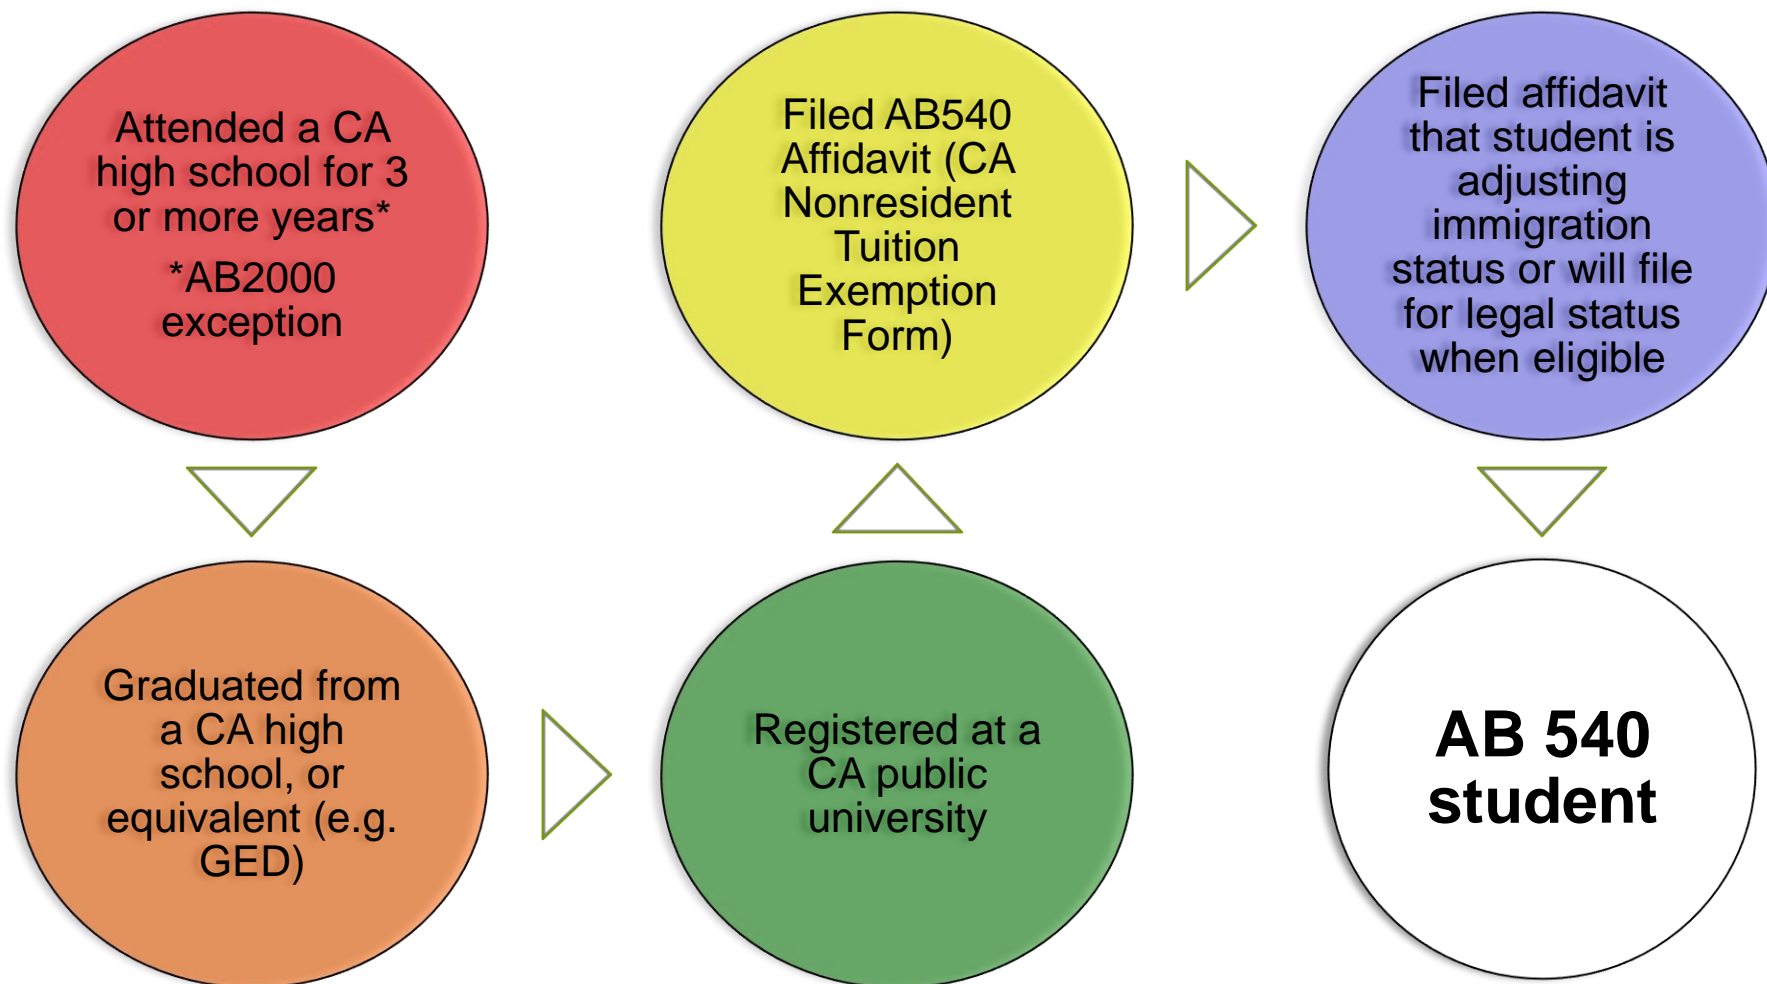 Attended a CA
high school for 3
or more years*
*AB2000
exception
Graduated from
a CA high
school, or
equivalent (e.g.
GED)
Registered at a
CA public
university
Filed AB540
Affidavit (CA
Nonresident
Tuition
Exemption
Form)
Filed affidavit
that student is
adjusting
immigration
status or will file
for legal status
when eligible
AB 540
student